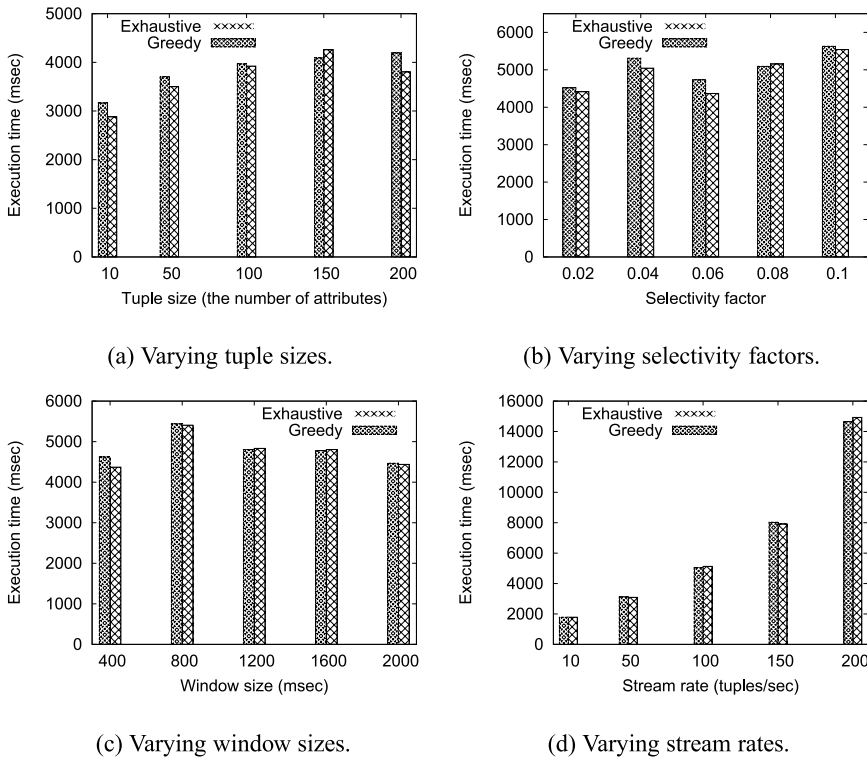 5000
4000
3000
2000
1000
0
Execution time (msec)
Exhaustive
Greedy
10 50 100 150 200
Tuple size (the number of attributes)
(a) Varying tuple sizes.
6000
5000
4000
3000
2000
1000
0
Execution time (msec)
Exhaustive
Greedy
0.02 0.04 0.06 0.08 0.1
Selectivity factor
(b) Varying selectivity factors.
6000
5000
4000
3000
2000
1000
0
Execution time (msec)
Exhaustive
Greedy
400 800 1200 1600 2000
Window size (msec)
(c) Varying window sizes.
16000
14000
12000
10000
8000
6000
4000
2000
0
Execution time (msec)
Exhaustive
Greedy
10 50 100 150 200
Stream rate (tuples/sec)
(d) Varying stream rates.